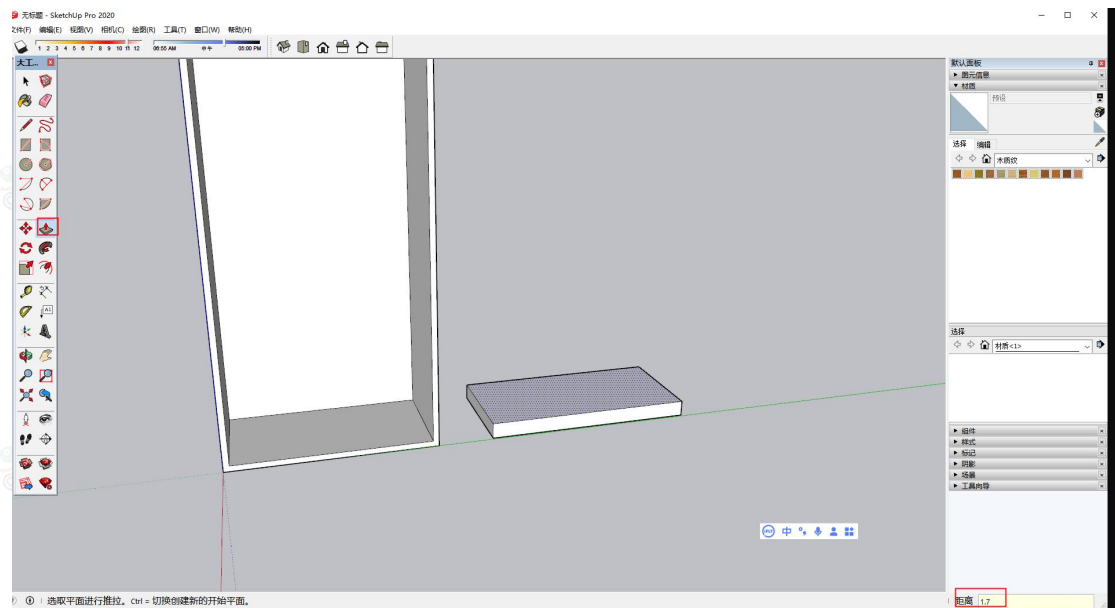 无标题 - SketchUp Pro 2020
文件(F) 编辑(E) 视图(V) 相机(C) 绘图(R) 工具(T) 窗口(W) 帮助(H)
1 2 3 4 5 6 7 8 9 10 11 12 06:55 AM 中午 05:00 PM
大工...
A1
默认面板
图元信息
材质
预设
选择 编辑
木质纹
选择
材质<1>
组件
样式
标记
阴影
场景
工具向导
中
选取平面进行推拉。 Ctrl = 切换创建新的开始平面。
距离 1.7